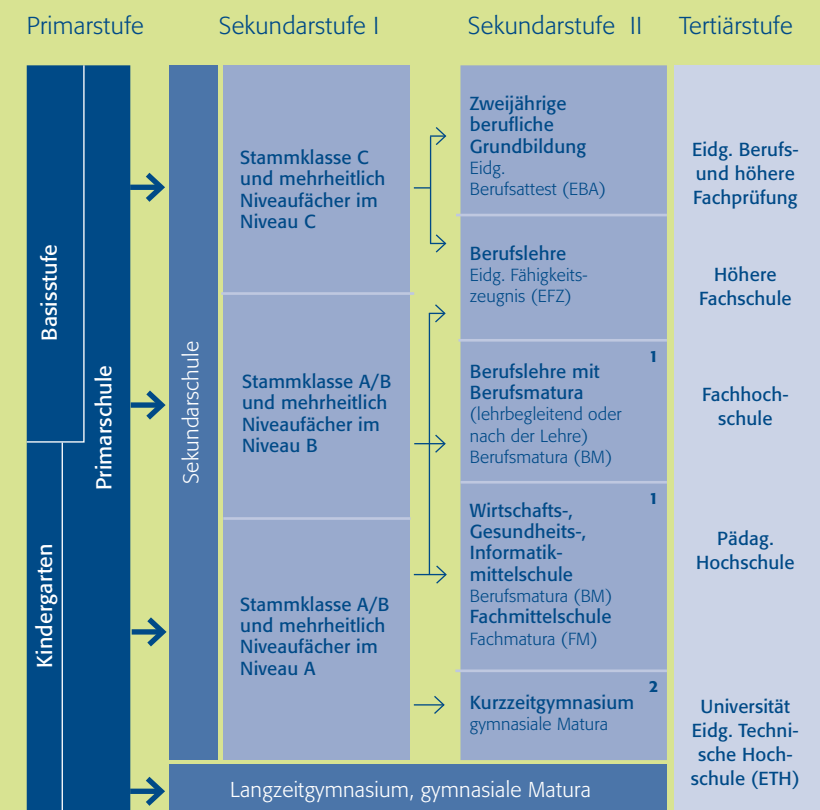 Primarstufe
Sekundarstufe I
Sekundarstufe II
Tertiärstufe
Basisstufe
Kindergarten
Primarschule
Sekundarschule
Stammklasse C
und mehrheitlich
Niveaufächer im
Niveau C
Stammklasse A/B
und mehrheitlich
Niveaufächer im
Niveau B
Stammklasse A/B
und mehrheitlich
Niveaufächer im
Niveau A
Zweijährige
berufliche
Grundbildung
Eidg.
Berufsattest (EBA)
Berufslehre
Eidg. Fähigkeits-
zeugnis (EFZ)
1
Berufslehre mit
Berufsmatura
(lehrbegleitend oder
nach der Lehre)
Berufsmatura (BM)
1
Wirtschafts-,
Gesundheits-,
Informatik-
mittelschule
Berufsmatura (BM)
Fachmittelschule
Fachmatura (FM)
2
Kurzzeitgymnasium
gymnasiale Matura
Langzeitgymnasium, gymnasiale Matura
Eidg. Berufs-
und höhere
Fachprüfung
Höhere
Fachschule
Fachhoch-
schule
Pädag.
Hochschule
Universität
Eidg. Techni-
sche Hoch-
schule (ETH)